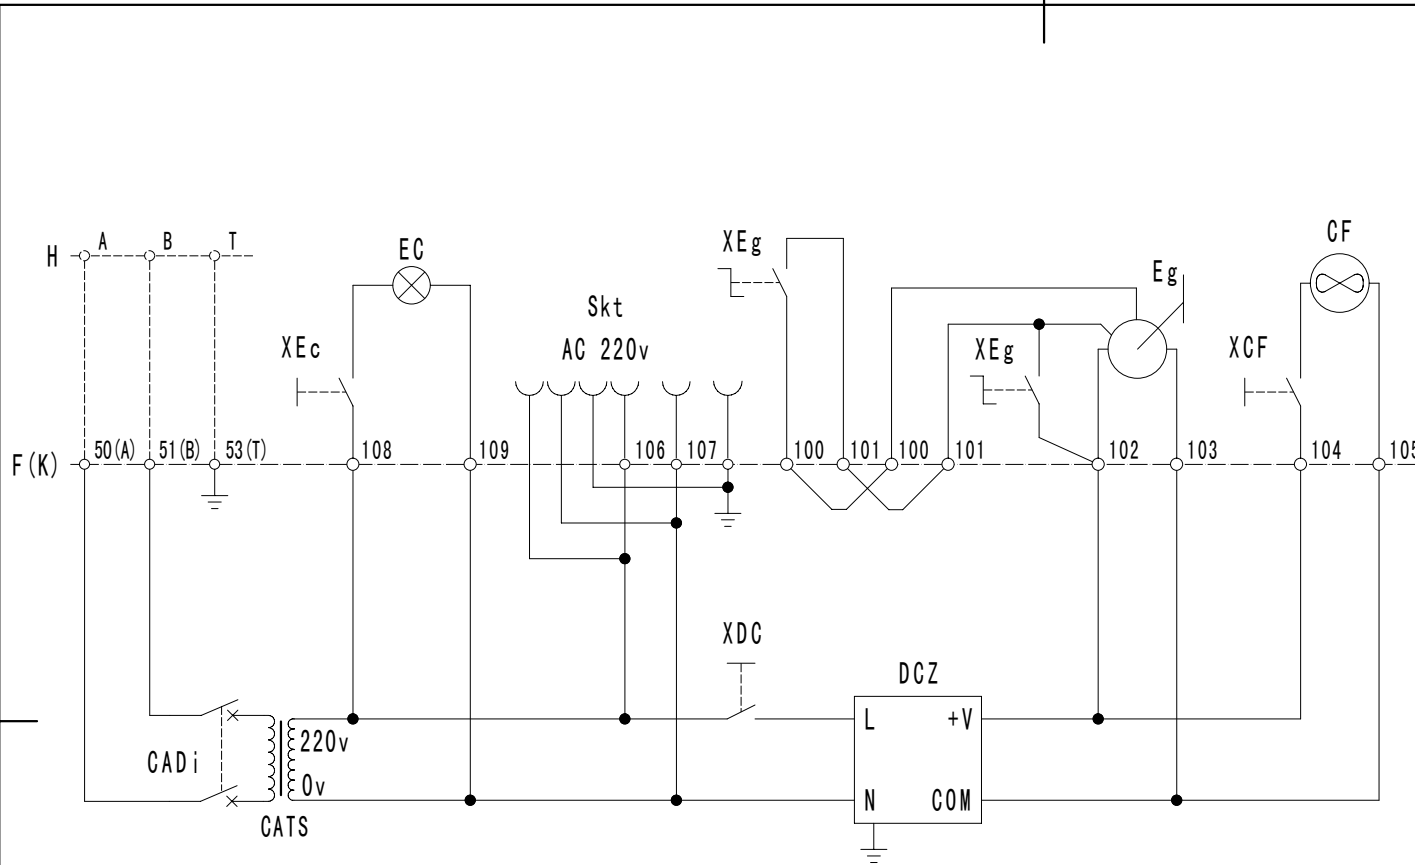 H A B T
EC
XEg
CF
Eg
Skt
AC 220v
XEc
XEg
XCF
F(K) 50(A) 51(B) 53(T) 108 109 106 107 100 101 100 101 102 103 104 105
XDC
DCZ
L +V
220v
CADi
0v
N COM
CATS